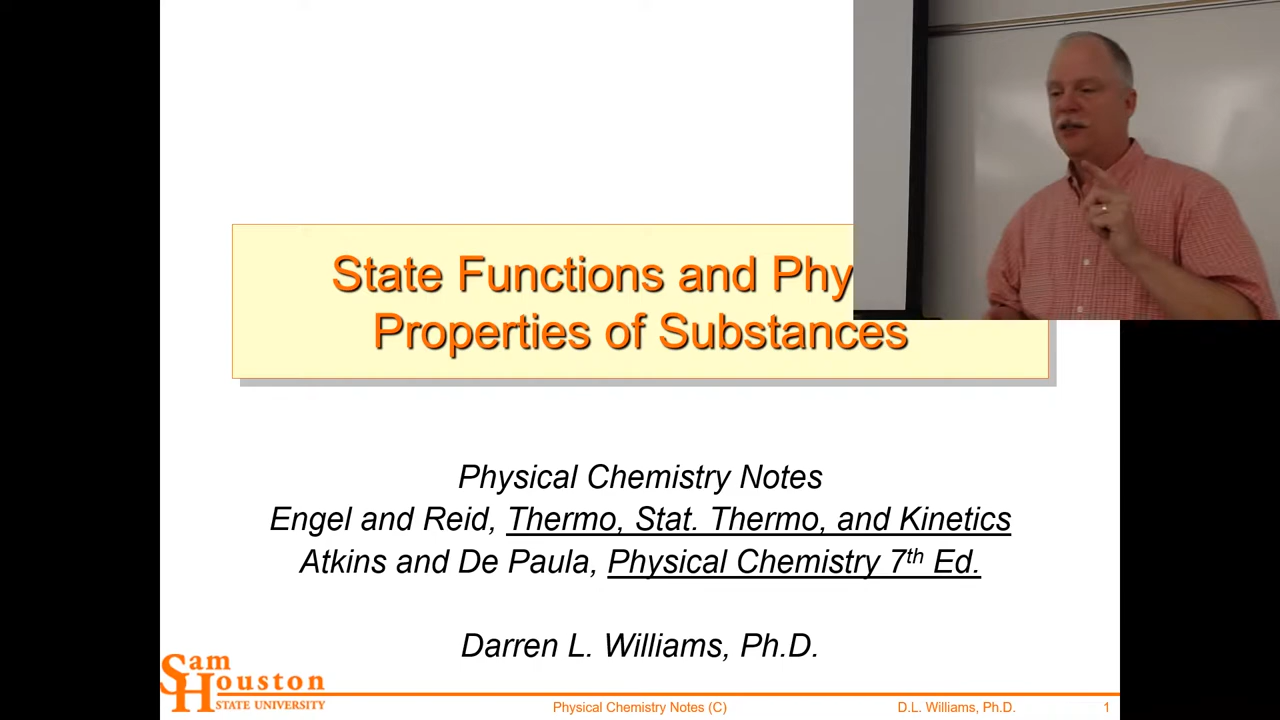 State Functions and Phy
Properties of Substances
Physical Chemistry Notes
Engel and Reid, Thermo, Stat. Thermo, and Kinetics
Atkins and De Paula, Physical Chemistry 7th Ed.
Darren L. Williams, Ph.D.
Sam
Houston
STATE UNIVERSITY
Physical Chemistry Notes (C)
D.L. Williams, Ph.D.
1